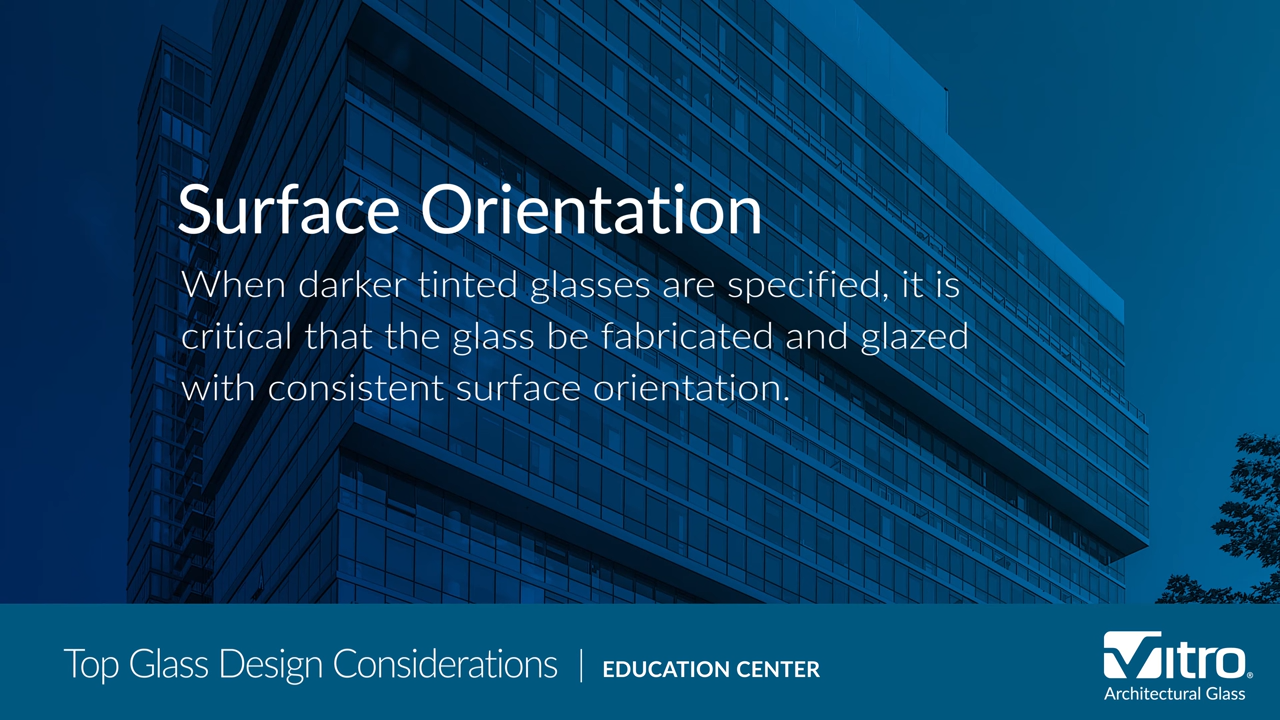 Surface Orientation
When darker tinted glasses are specified, it is
critical that the glass be fabricated and glazed
with consistent surface orientation.
Top Glass Design Considerations | EDUCATION CENTER
Vitro®
Architectural Glass